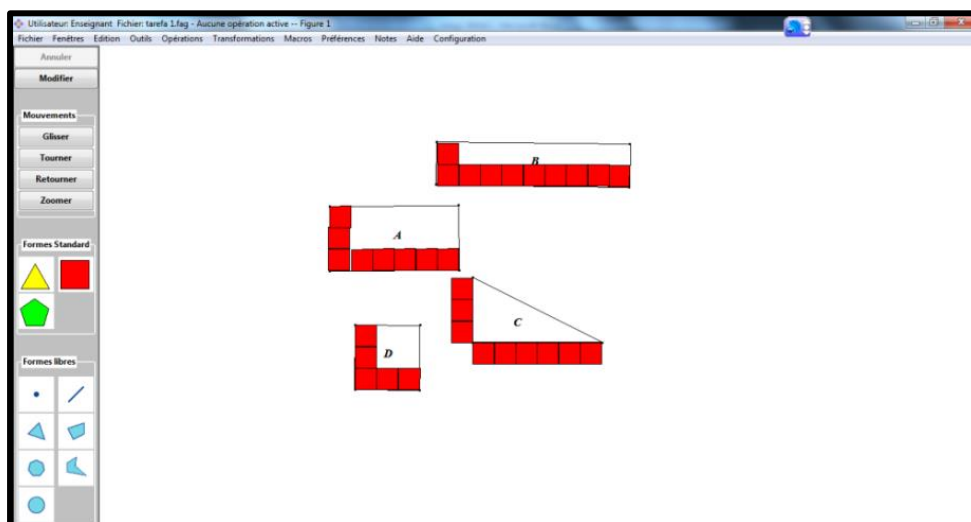 Utilisateur: Enseignant Fichier: tarefa 1.fag - Aucune opération active -- Figure 1
Fichier Fenêtres Edition Outils Opérations Transformations Macros Préférences Notes Aide Configuration
Annuler
Modifier
Mouvements
Glisser
Tourner
Retourner
Zoomer
Formes Standard
Formes libres
B
A
C
D